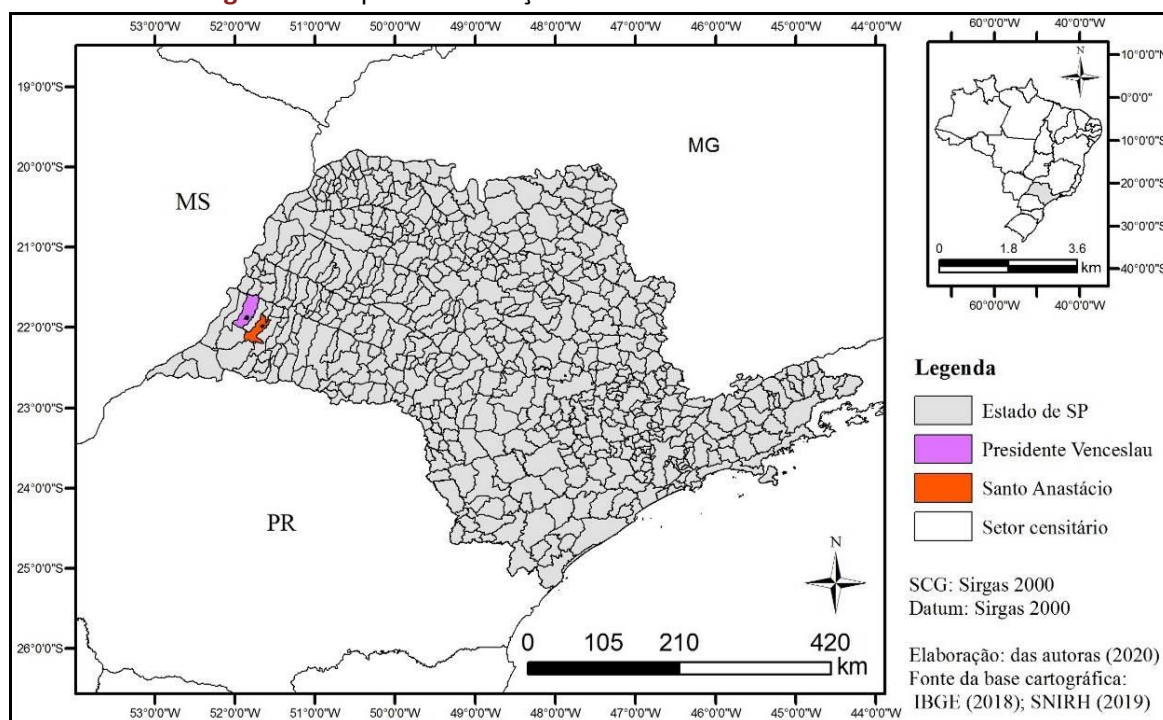 53°0'0"W 52°0'0"W 51°0'0"W 50°0'0"W 49°0'0"W 48°0'0"W 47°0'0"W 46°0'0"W 45°0'0"W 44°0'0"W
19°0'0"S
20°0'0"S
21°0'0"S
22°0'0"S
23°0'0"S
24°0'0"S
25°0'0"S
26°0'0"S
MG
MS
PR
N
0 105 210 420
km
53°0'0"W 52°0'0"W 51°0'0"W 50°0'0"W 49°0'0"W 48°0'0"W 47°0'0"W 46°0'0"W 45°0'0"W 44°0'0"W
60°0'0"W 40°0'0"W
N
10°0'0"N
0°0'0"
10°0'0"S
20°0'0"S
30°0'0"S
40°0'0"S
0 1.8 3.6
km
60°0'0"W 40°0'0"W
Legenda
Estado de SP
Presidente Venceslau
Santo Anastácio
Setor censitário
SCG: Sirgas 2000
Datum: Sirgas 2000
Elaboração: das autoras (2020)
Fonte da base cartográfica:
IBGE (2018); SNIRH (2019)